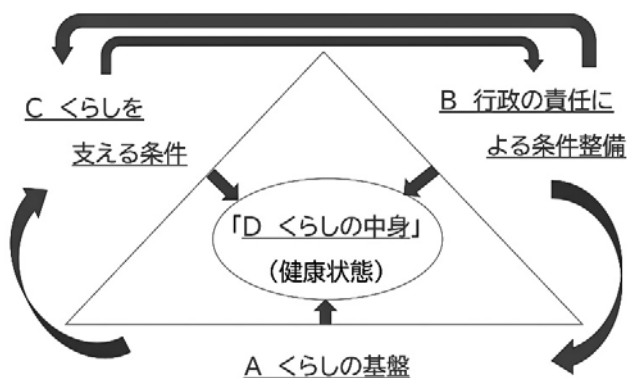 C くらしを
支える条件
B 行政の責任に
よる条件整備
「D くらしの中身」
（健康状態）
A くらしの基盤